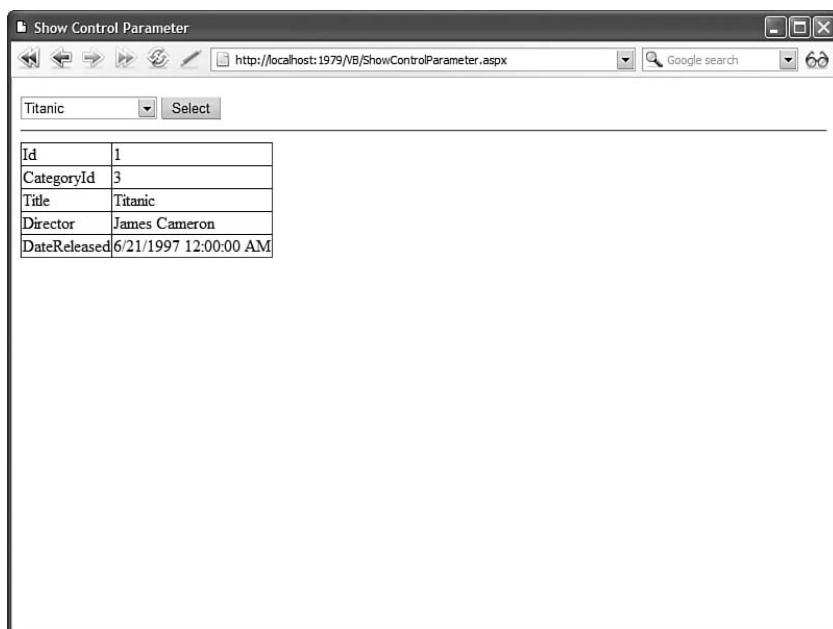 Show Control Parameter
http://localhost:1979/VB/ShowControlParameter.aspx
Google search
Titanic
Select
Id 1
CategoryId 3
Title Titanic
Director James Cameron
DateReleased 6/21/1997 12:00:00 AM